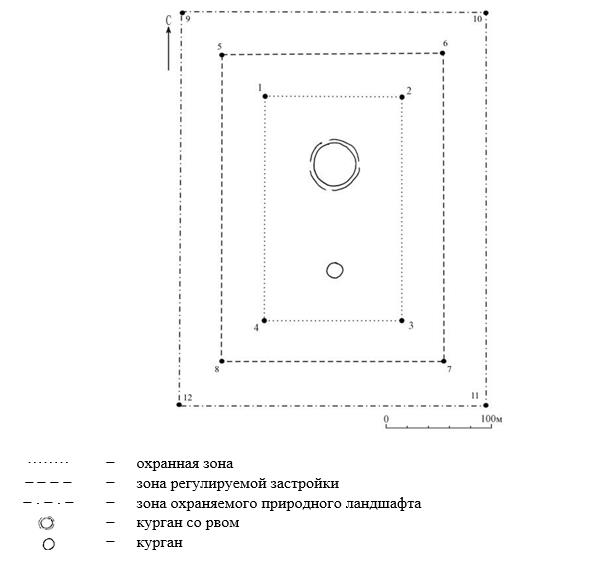 С
9
10
5
6
1
2
4
3
8
7
12
11
0
100м
– охранная зона
– зона регулируемой застройки
– зона охраняемого природного ландшафта
– курган со рвом
– курган